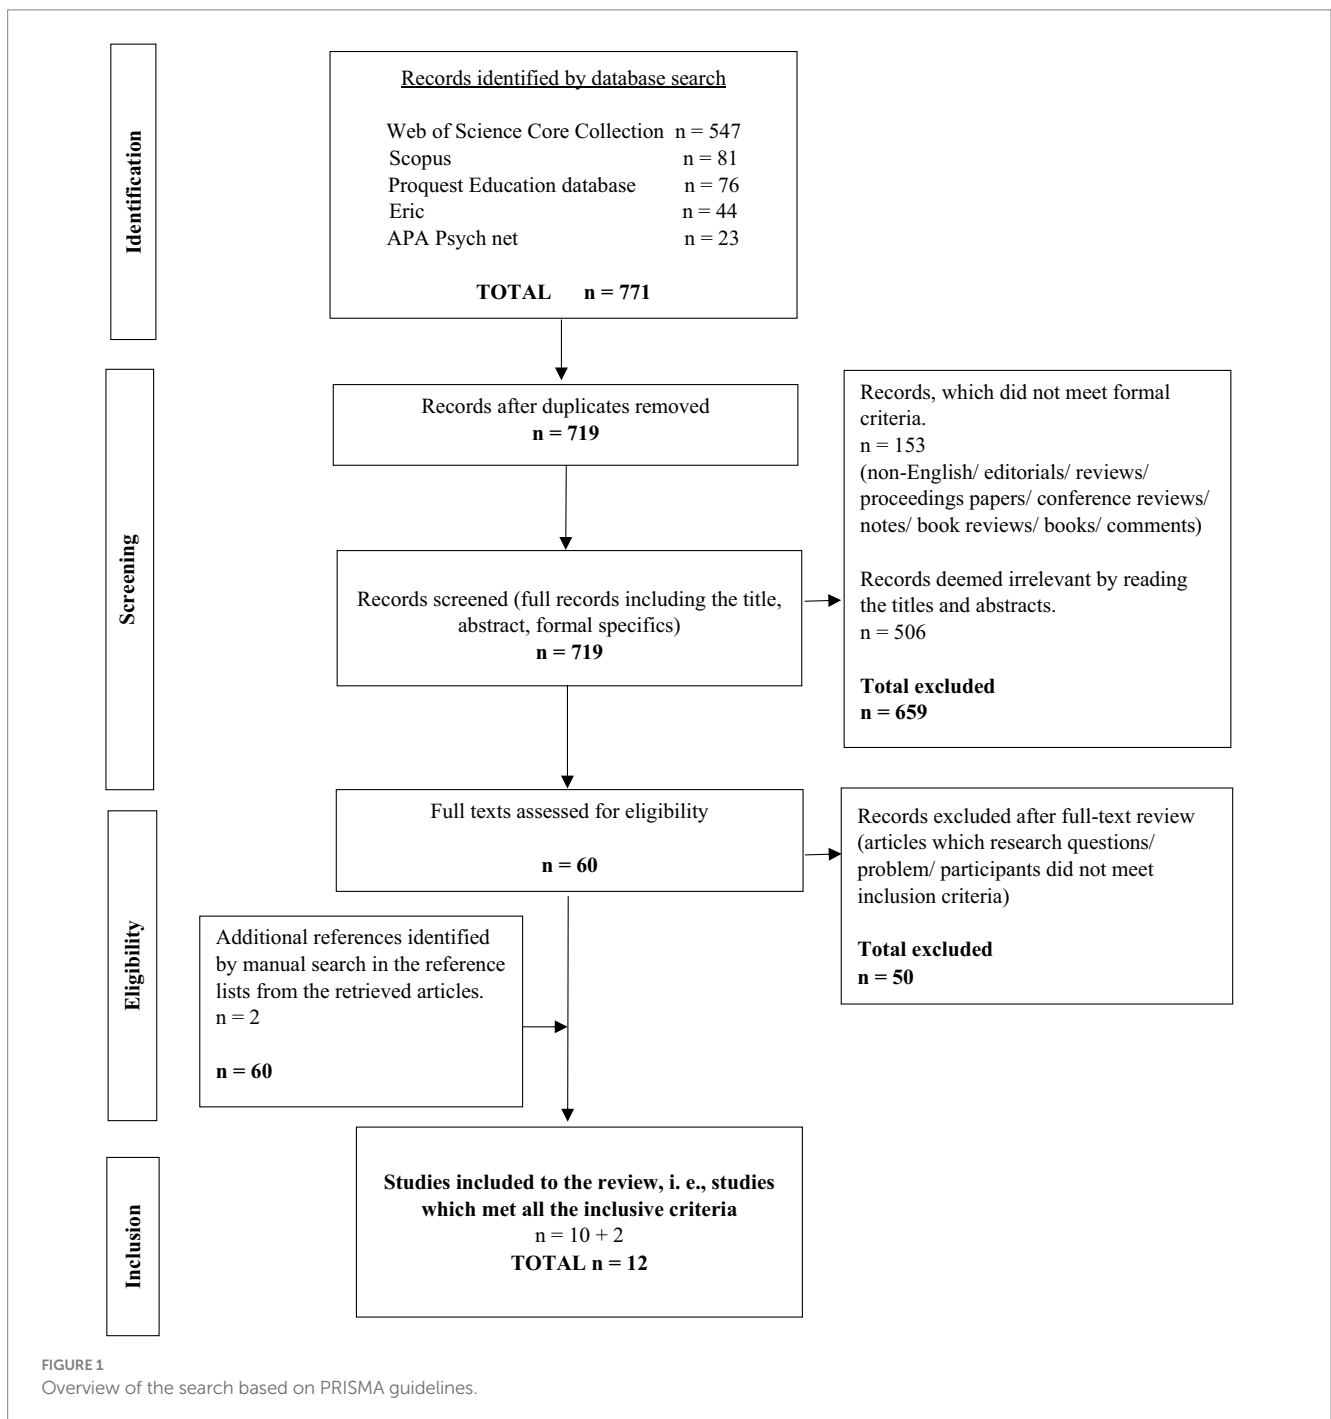 Identification
Records identified by database search
Web of Science Core Collection n = 547
Scopus n = 81
Proquest Education database n = 76
Eric n = 44
APA Psych net n = 23
TOTAL n = 771
Screening
Records after duplicates removed
n = 719
Records screened (full records including the title,
abstract, formal specifics)
n = 719
Records, which did not meet formal
criteria.
n = 153
(non-English/ editorials/ reviews/
proceedings papers/ conference reviews/
notes/ book reviews/ books/ comments)
Records deemed irrelevant by reading
the titles and abstracts.
n = 506
Total excluded
n = 659
Eligibility
Full texts assessed for eligibility
n = 60
Records excluded after full-text review
(articles which research questions/
problem/ participants did not meet
inclusion criteria)
Total excluded
n = 50
Additional references identified
by manual search in the reference
lists from the retrieved articles.
n = 2
n = 60
Inclusion
Studies included to the review, i. e., studies
which met all the inclusive criteria
n = 10 + 2
TOTAL n = 12
FIGURE 1
Overview of the search based on PRISMA guidelines.